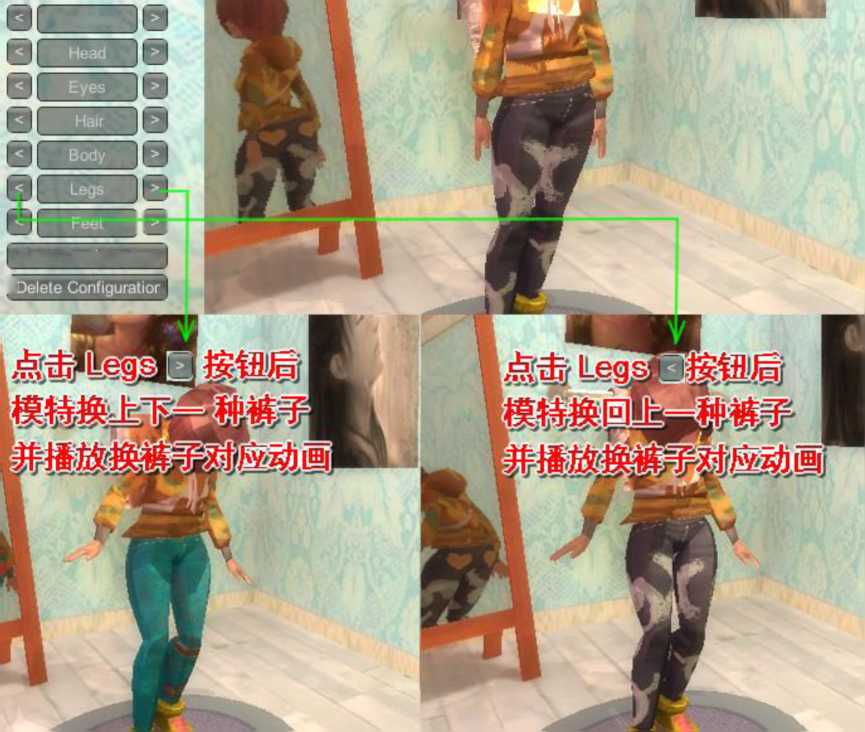 < >
< Head >
< Eyes >
< Hair >
< Body >
< Legs >
< Feet >
Delete Configuration
点击 Legs > 按钮后
模特换上下一 种裤子
并播放换裤子对应动画
点击 Legs < 按钮后
模特换回上一种裤子
并播放换裤子对应动画